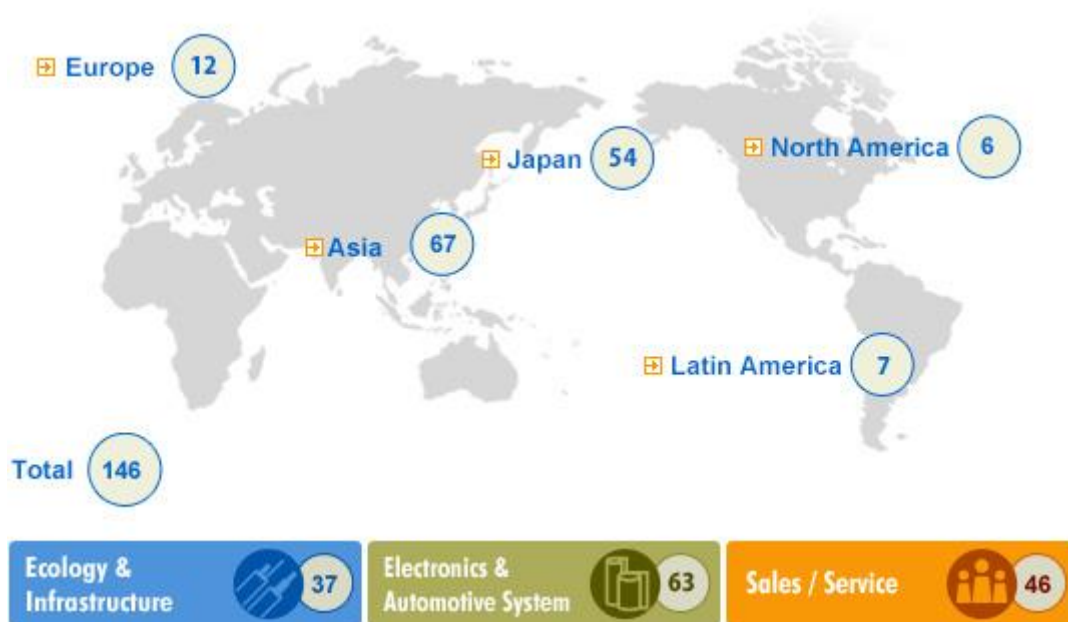 Europe 12
Japan 54
North America 6
Asia 67
Latin America 7
Total 146
Ecology &
Infrastructure 37
Electronics &
Automotive System 63
Sales / Service 46